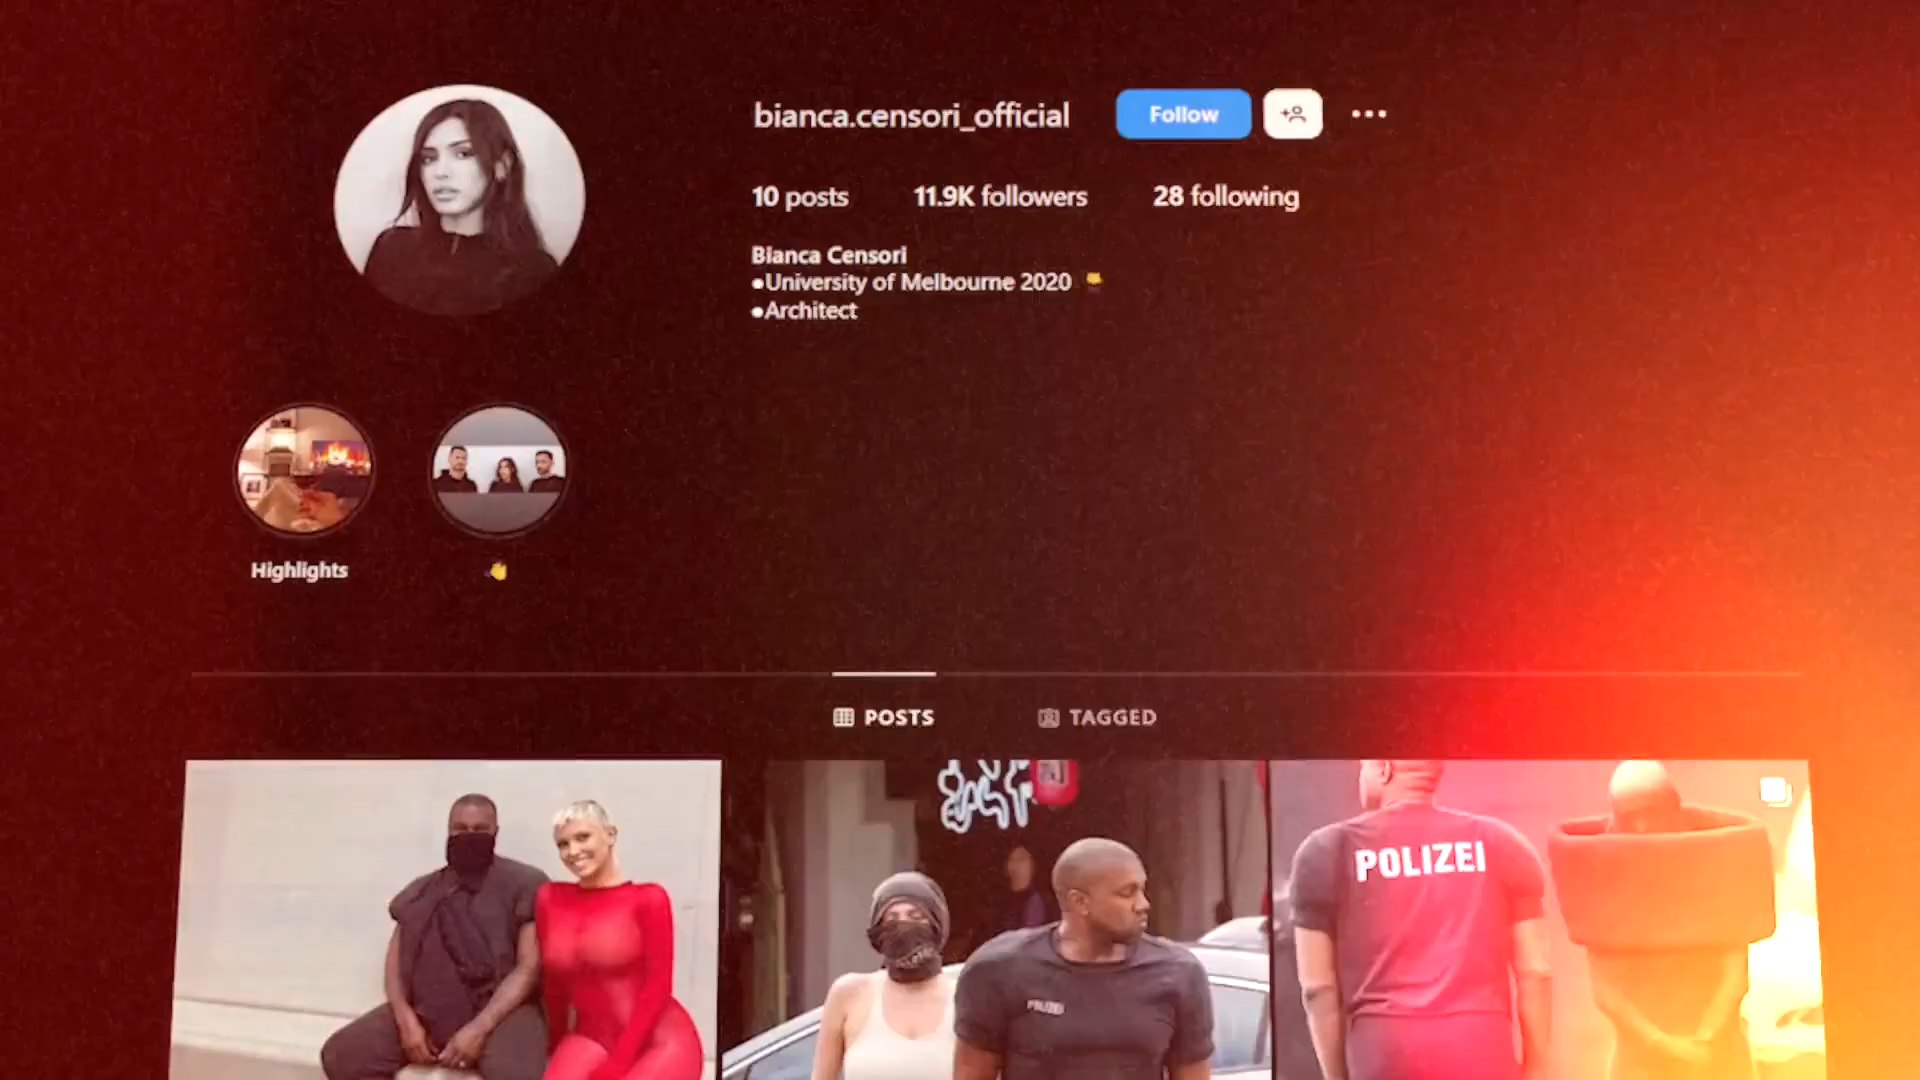 bianca.censori_official
Follow
10 posts 11.9K followers 28 following
Bianca Censori
●University of Melbourne 2020
●Architect
Highlights
POSTS
TAGGED
POLIZEI
POLIZEI